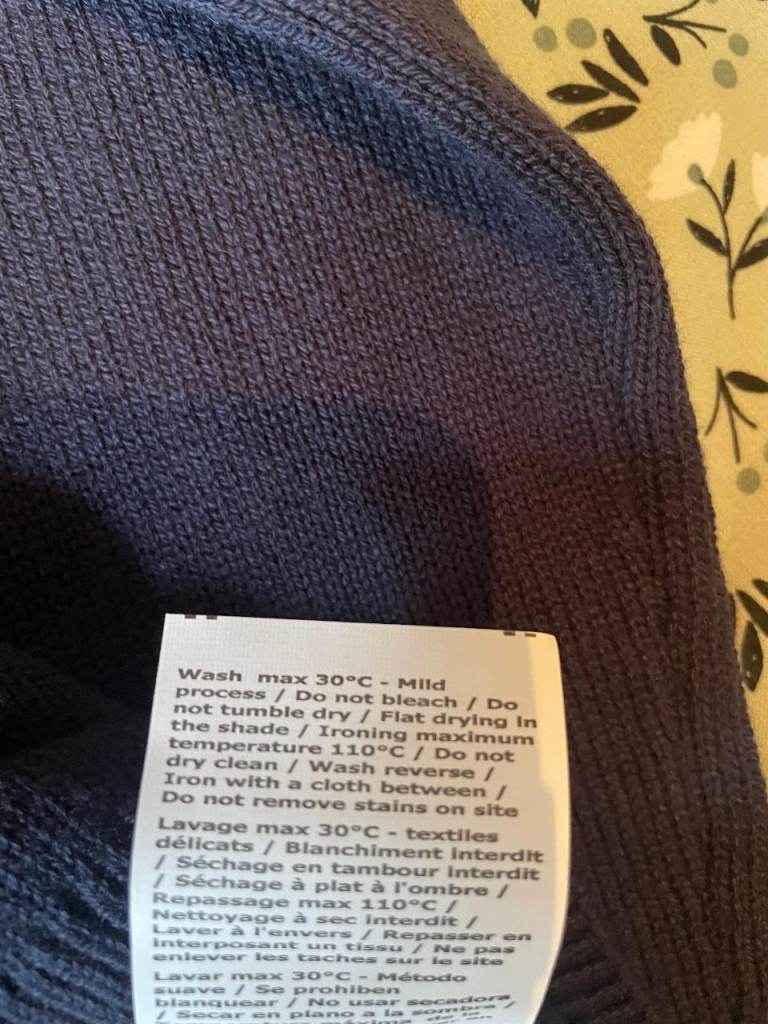 Wash max 30°C - Mild
process / Do not bleach / Do
not tumble dry / Flat drying in
the shade / Ironing maximum
temperature 110°C / Do not
dry clean / Wash reverse /
Iron with a cloth between /
Do not remove stains on site
Lavage max 30°C - textiles
délicats / Blanchiment interdit
/ Séchage en tambour interdit
/ Séchage à plat à l'ombre /
Repassage max 110°C /
Nettoyage à sec interdit /
Laver à l'envers / Repasser en
interposant un tissu / Ne pas
enlever les taches sur le site
Lavar max 30°C - Método
suave / Se prohiben
blanquear / No usar secadora
/ Secar en plano a la sombra /